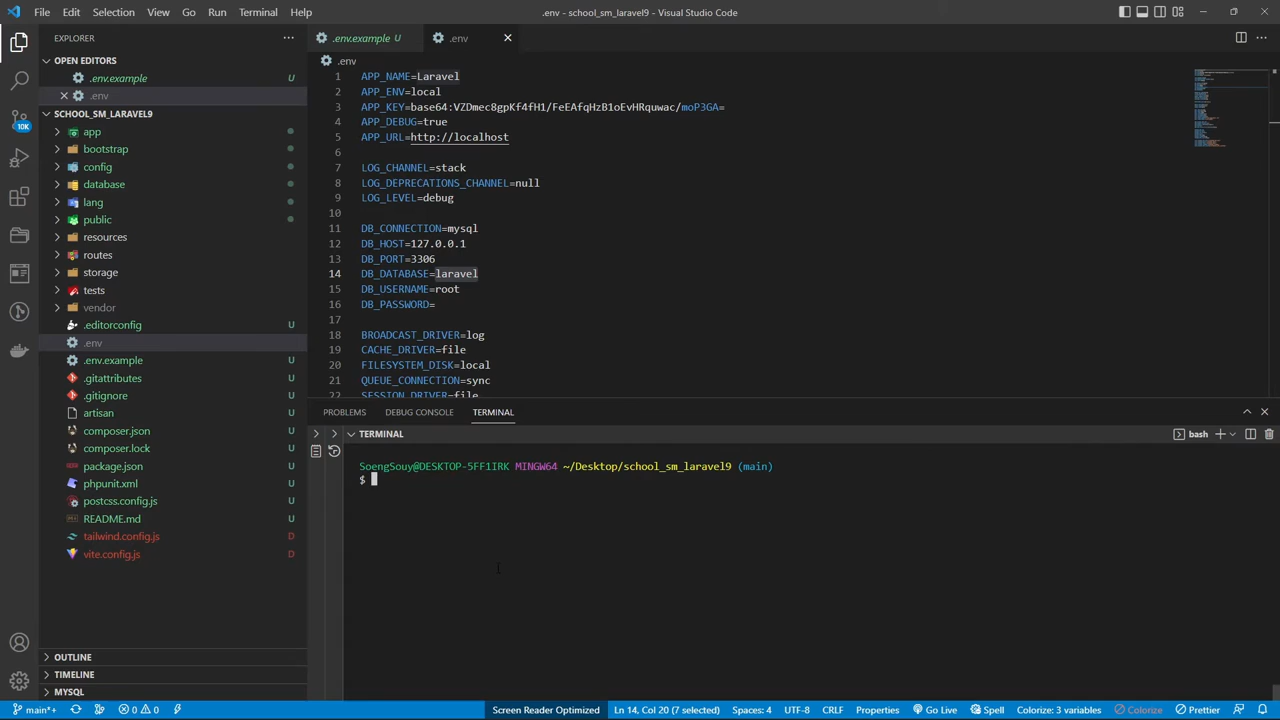 File Edit Selection View Go Run Terminal Help
.env - school_sm_laravel9 - Visual Studio Code
EXPLORER
OPEN EDITORS
.env.example U
.env
SCHOOL_SM_LARAVEL9
app
bootstrap
config
database
lang
public
resources
routes
storage
tests
vendor
.editorconfig U
.env
.env.example U
.gitattributes U
.gitignore U
artisan U
composer.json U
composer.lock U
package.json U
phpunit.xml U
postcss.config.js U
README.md U
tailwind.config.js D
vite.config.js D
OUTLINE
TIMELINE
MYSQL
10K
.env.example U
.env
.env
1 APP_NAME=Laravel
2 APP_ENV=local
3 APP_KEY=base64:VZDmec8gpKf4fH1/FeEAfqHzB1oEvHRquwac/moP3GA=
4 APP_DEBUG=true
5 APP_URL=http://localhost
6
7 LOG_CHANNEL=stack
8 LOG_DEPRECATIONS_CHANNEL=null
9 LOG_LEVEL=debug
10
11 DB_CONNECTION=mysql
12 DB_HOST=127.0.0.1
13 DB_PORT=3306
14 DB_DATABASE=laravel
15 DB_USERNAME=root
16 DB_PASSWORD=
17
18 BROADCAST_DRIVER=log
19 CACHE_DRIVER=file
20 FILESYSTEM_DISK=local
21 QUEUE_CONNECTION=sync
22 SESSION_DRIVER=file
PROBLEMS DEBUG CONSOLE TERMINAL
TERMINAL
bash
SoengSouy@DESKTOP-5FF1IRK MINGW64 ~/Desktop/school_sm_laravel9 (main)
$
main*+ 0 0 Screen Reader Optimized Ln 14, Col 20 (7 selected) Spaces: 4 UTF-8 CRLF Properties Go Live Spell Colorize: 3 variables Colorize Prettier